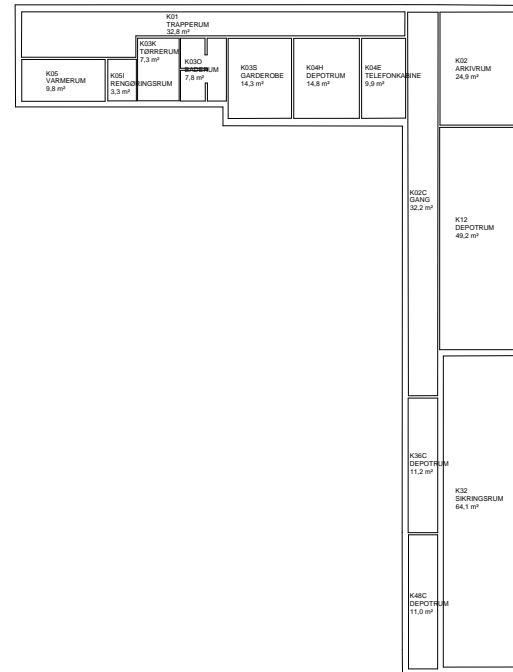 K01
TRAPPERUM
32,8 m²
K03K
TØRRERUM
7,3 m²
K03O
BADERUM
7,8 m²
K05
VARMERUM
9,8 m²
K05I
RENGØRINGSRUM
3,3 m²
K03S
GARDEROBE
14,3 m²
K04H
DEPOTRUM
14,8 m²
K04E
TELEFONKABINE
9,9 m²
K02
ARKIVRUM
24,9 m²
K02C
GANG
32,2 m²
K12
DEPOTRUM
49,2 m²
K36C
DEPOTRUM
11,2 m²
K32
SIKRINGSRUM
64,1 m²
K48C
DEPOTRUM
11,0 m²